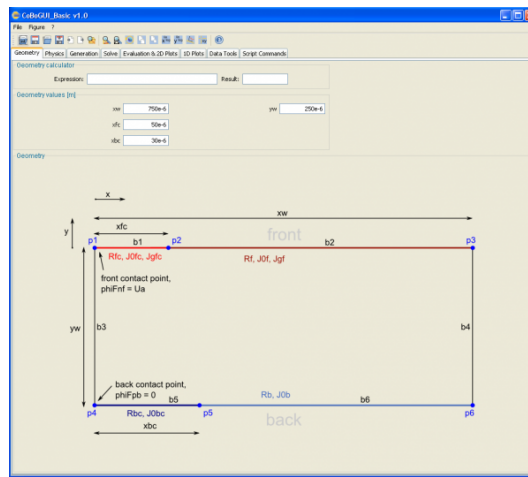 CoBoGUI_Basic v1.0
File Figure ?
Geometry Physics Generation Solve Evaluation & 2D Plots 1D Plots Data Tools Script Commands
Geometry calculator
Expression: Result:
Geometry values [m]
xw 750e-6 yw 250e-6
xfc 50e-6
xbc 30e-6
Geometry
x
xw
y xfc front
p1 b1 p2 b2 p3
Rfc, J0fc, Jgfc Rf, J0f, Jgf
front contact point,
phiFnf = Ua
yw b3 b4
back contact point,
phiFpb = 0 Rb, J0b
b5 b6
p4 Rbc, J0bc p5 back p6
xbc